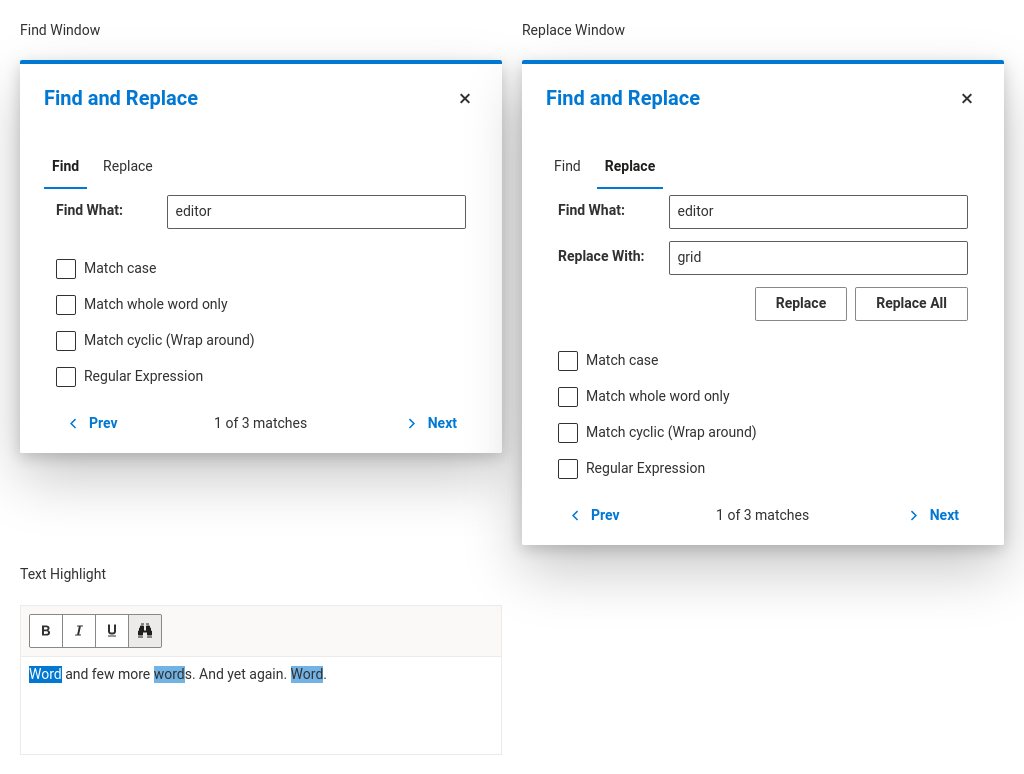 Find Window
Find and Replace
Find Replace
Find What: editor
Match case
Match whole word only
Match cyclic (Wrap around)
Regular Expression
Prev 1 of 3 matches Next
Replace Window
Find and Replace
Find Replace
Find What: editor
Replace With: grid
Replace Replace All
Match case
Match whole word only
Match cyclic (Wrap around)
Regular Expression
Prev 1 of 3 matches Next
Text Highlight
B I U
Word and few more words. And yet again. Word.